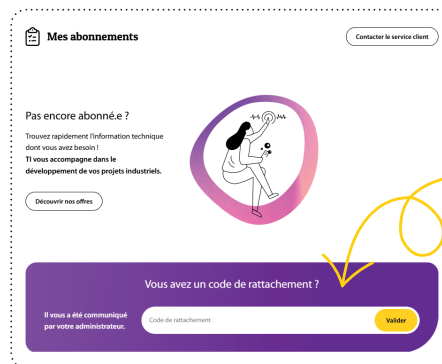 Mes abonnements
Contacter le service client
Pas encore abonné.e ?
Trouvez rapidement l'information technique
dont vous avez besoin !
TI vous accompagne dans le
développement de vos projets industriels.
Découvrir nos offres
Vous avez un code de rattachement ?
Il vous a été communiqué
par votre administrateur.
Code de rattachement
Valider